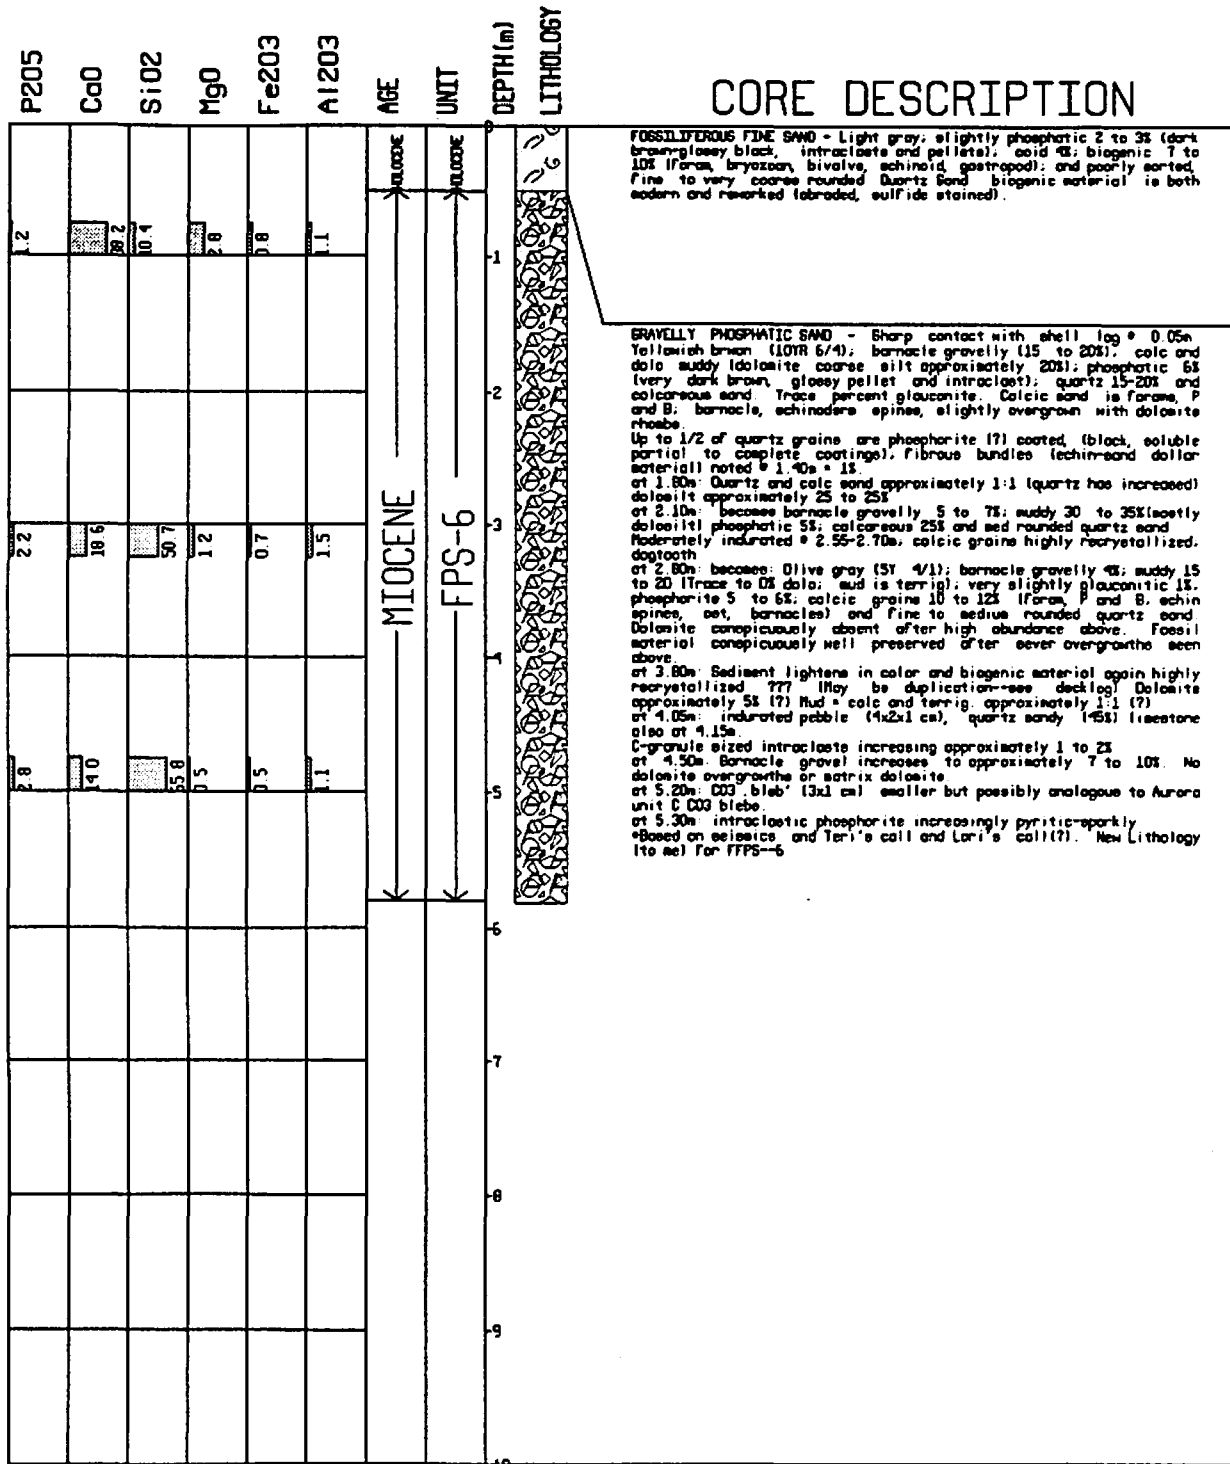 P2O5
CaO
SiO2
MgO
Fe2O3
Al2O3
AGE
UNIT
DEPTH(m)
LITHOLOGY
CORE DESCRIPTION
0
HOLOCENE
HOLOCENE
FOSSILIFEROUS FINE SAND - Light gray; slightly phosphatic 2 to 3% (dark
brown-glossy black, intraclasts and pellets); acid 4%; biogenic 7 to
10% (foram, bryozoan, bivalve, echinoid, gastropod); and poorly sorted,
fine to very coarse rounded Quartz Sand biogenic material is both
modern and reworked (abraded, sulfide stained).
1.2
10.4
2.8
0.8
1.1
-1
GRAVELLY PHOSPHATIC SAND - Sharp contact with shell lag @ 0.05m
Yellowish brown (10YR 6/4); barnacle gravelly (15 to 20%), calc and
dolo muddy (dolomite coarse silt approximately 20%); phosphatic 6%
(very dark brown, glossy pellet and intraclast); quartz 15-20% and
calcareous sand. Trace percent glauconite. Calcic sand is forams, P
and B; barnacle, echinoderm spines, slightly overgrown with dolomite
rhombs.
Up to 1/2 of quartz grains are phosphorite (?) coated, (black, soluble
partial to complete coatings). Fibrous bundles (echin-sand dollar
material) noted @ 1.40m = 1%.
at 1.80m: Quartz and calc sand approximately 1:1 (quartz has increased)
dolosilt approximately 25 to 25%
at 2.10m: becomes barnacle gravelly 5 to 7%; muddy 30 to 35%(mostly
dolosilt) phosphatic 5%; calcareous 25% and med rounded quartz sand
Moderately indurated @ 2.55-2.70m; calcic grains highly recrystallized,
dogtooth
at 2.80m: becomes: Olive gray (5Y 4/1); barnacle gravelly 4%; muddy 15
to 20 (Trace to 0% dolo; mud is terrig); very slightly glauconitic 1%.
phosphorite 5 to 6%; calcic grains 10 to 12% (foram, P and B, echin
spines, ost, barnacles) and fine to medium rounded quartz sand.
Dolomite conspicuously absent after high abundance above. Fossil
material conspicuously well preserved after sever overgrowths seen
above.
at 3.80m: Sediment lightens in color and biogenic material again highly
recrystallized ??? (May be duplication--see decklog) Dolomite
approximately 5% (?) Mud = calc and terrig. approximately 1:1 (?)
at 4.05m: indurated pebble (4x2x1 cm), quartz sandy (45%) limestone
also at 4.15m.
C-granule sized intraclasts increasing approximately 1 to 2%
at 4.50m: Barnacle gravel increases to approximately 7 to 10%. No
dolomite overgrowths or matrix dolomite.
at 5.20m: CO3 'bleb' (3x1 cm) smaller but possibly analogous to Aurora
unit C CO3 blebs.
at 5.30m: intraclastic phosphorite increasingly pyritic-sparkly
*Based on seismics and Teri's call and Lori's call(?). New Lithology
(to me) for FFPS--6
-2
MIOCENE
FPS-6
2.2
18.6
50.7
1.2
0.7
1.5
-3
-4
2.8
14.0
0.5
0.5
1.1
-5
-6
-7
-8
-9
10